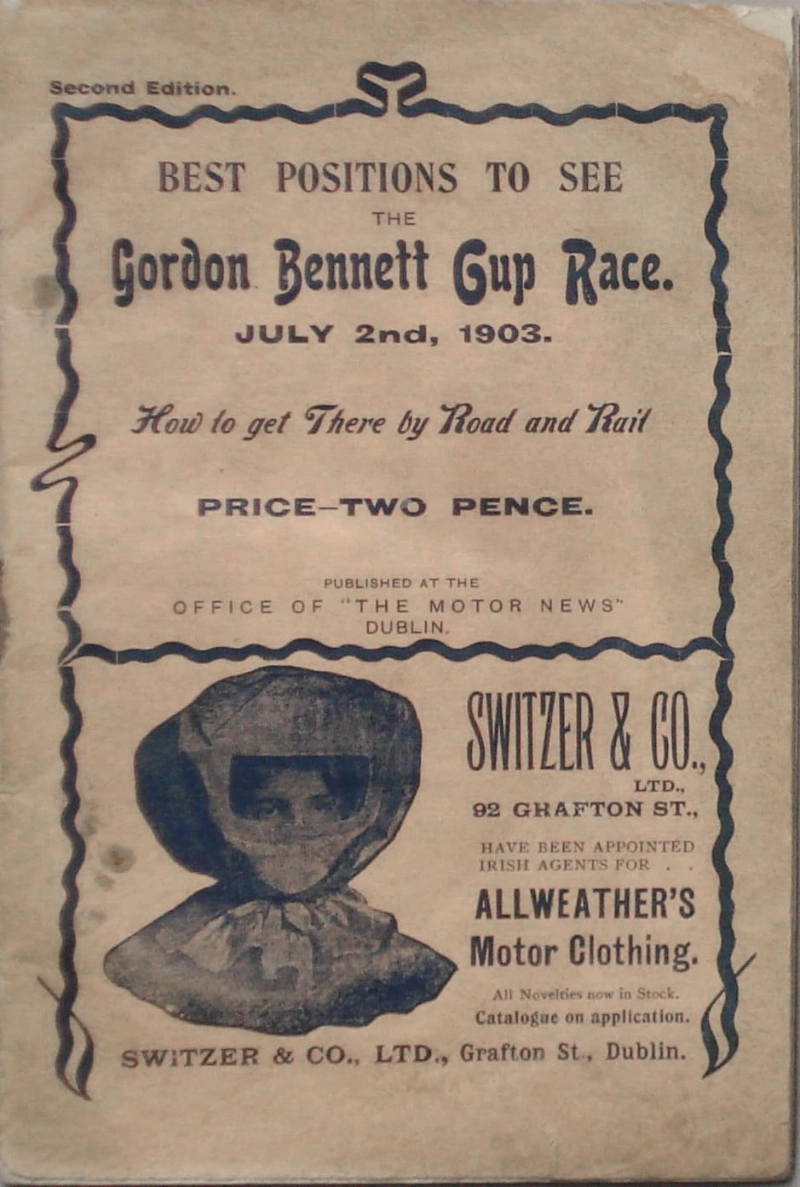 Second Edition.
BEST POSITIONS TO SEE
THE
Gordon Bennett Cup Race.
JULY 2nd, 1903.
How to get There by Road and Rail
PRICE—TWO PENCE.
PUBLISHED AT THE
OFFICE OF "THE MOTOR NEWS"
DUBLIN.
SWITZER & CO.,
LTD.,
92 GRAFTON ST.,
HAVE BEEN APPOINTED
IRISH AGENTS FOR . .
ALLWEATHER'S
Motor Clothing.
All Novelties now in Stock.
Catalogue on application.
SWITZER & CO., LTD., Grafton St., Dublin.